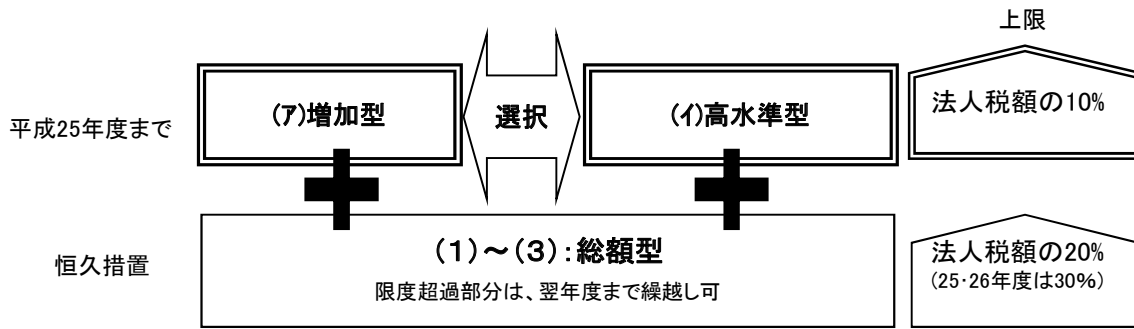 上限
平成25年度まで
(ア)増加型
選択
(イ)高水準型
法人税額の10%
恒久措置
(1)～(3):総額型
限度超過部分は、翌年度まで繰越し可
法人税額の20%
(25・26年度は30%)